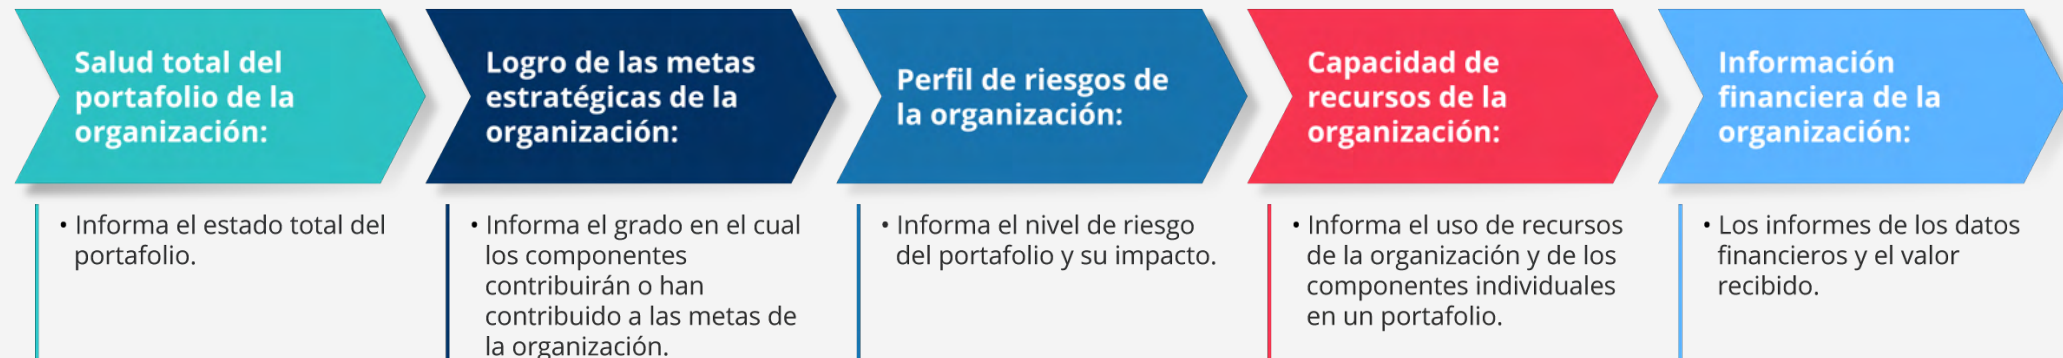 Salud total del
portafolio de la
organización:
• Informa el estado total del
portafolio.
Logro de las metas
estratégicas de la
organización:
• Informa el grado en el cual
los componentes
contribuirán o han
contribuido a las metas de
la organización.
Perfil de riesgos de
la organización:
• Informa el nivel de riesgo
del portafolio y su impacto.
Capacidad de
recursos de la
organización:
• Informa el uso de recursos
de la organización y de los
componentes individuales
en un portafolio.
Información
financiera de la
organización:
• Los informes de los datos
financieros y el valor
recibido.